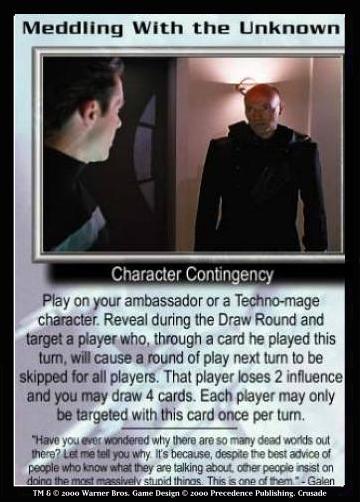 Meddling With the Unknown
Character Contingency
Play on your ambassador or a Techno-mage
character. Reveal during the Draw Round and
target a player who, through a card he played this
turn, will cause a round of play next turn to be
skipped for all players. That player loses 2 influence
and you may draw 4 cards. Each player may only
be targeted with this card once per turn.
"Have you ever wondered why there are so many dead worlds out
there? Let me tell you why. It's because, despite the best advice of
people who know what they are talking about, other people insist on
doing the most massively stupid things. This is one of them." - Galen
TM & © 2000 Warner Bros. Game Design © 2000 Precedence Publishing. Crusade